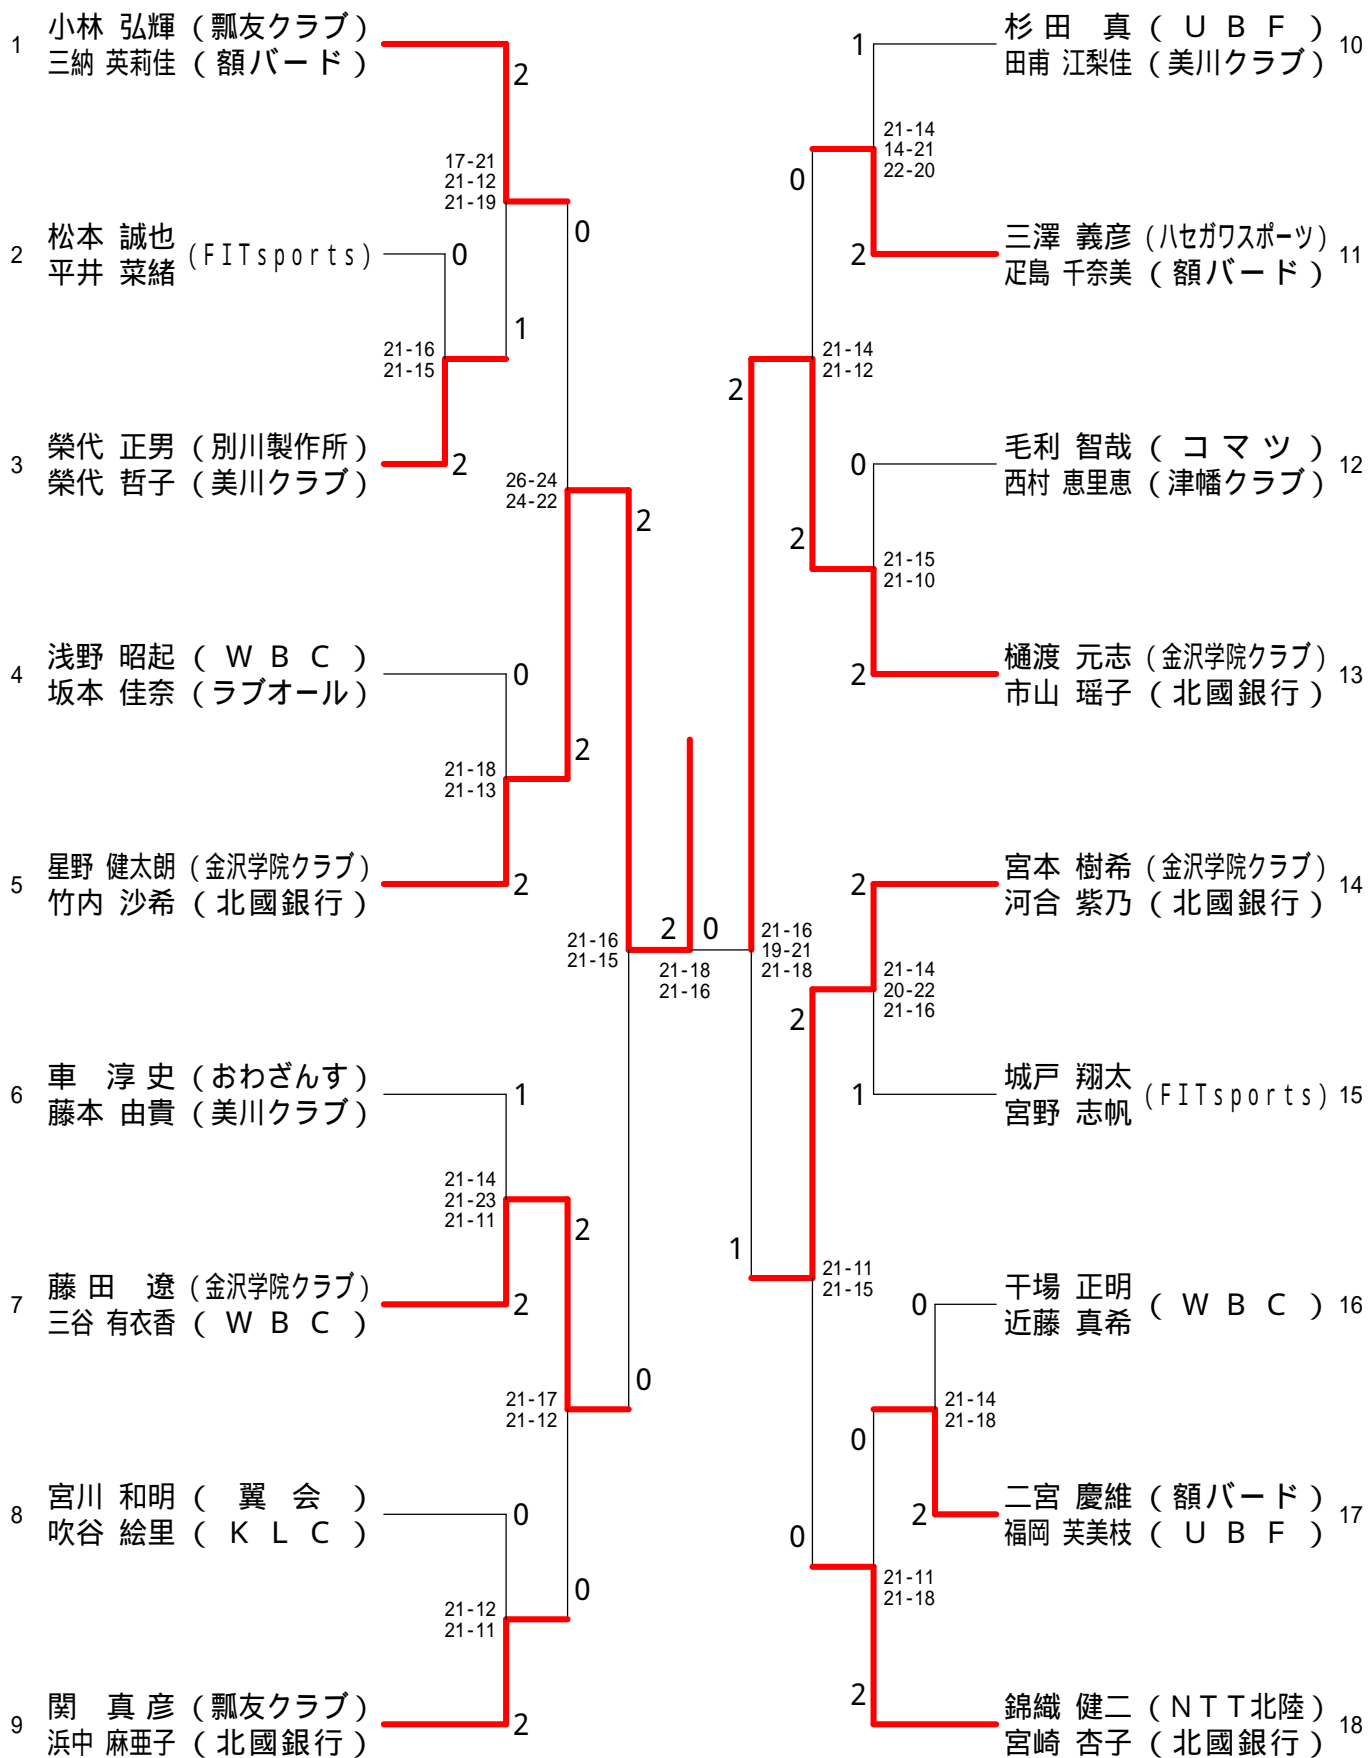 1 小林 弘輝 (瓢友クラブ)
三納 英莉佳 (額バード)
2
17-21
21-12
21-19
0
2 松本 誠也
平井 菜緒 (FITsports)
0
1
21-16
21-15
3 榮代 正男 (別川製作所)
榮代 哲子 (美川クラブ)
2
26-24
24-22
2
4 浅野 昭起 (WBC)
坂本 佳奈 (ラブオール)
0
2
21-18
21-13
5 星野 健太朗 (金沢学院クラブ)
竹内 沙希 (北國銀行)
2
21-16
21-15
2 0
21-18
21-16
6 車 淳史 (おわざんす)
藤本 由貴 (美川クラブ)
1
21-14
21-23
21-11
2
7 藤田 遼 (金沢学院クラブ)
三谷 有衣香 (WBC)
2
0
21-17
21-12
8 宮川 和明 (翼会)
吹谷 絵里 (KLC)
0
0
21-12
21-11
9 関 真彦 (瓢友クラブ)
浜中 麻亜子 (北國銀行)
2
1
杉田 真 (UBF) 10
田甫 江梨佳 (美川クラブ)
21-14
14-21
22-20
0
2
三澤 義彦 (ハセガワスポーツ) 11
疋島 千奈美 (額バード)
21-14
21-12
2
0
毛利 智哉 (コマツ) 12
西村 恵里恵 (津幡クラブ)
2
21-15
21-10
2
樋渡 元志 (金沢学院クラブ) 13
市山 瑶子 (北國銀行)
2
宮本 樹希 (金沢学院クラブ) 14
河合 紫乃 (北國銀行)
21-16
19-21
21-18
21-14
20-22
21-16
2
1
城戸 翔太
宮野 志帆 (FITsports) 15
1
21-11
21-15
0
干場 正明
近藤 真希 (WBC) 16
21-14
21-18
0
2
二宮 慶維 (額バード) 17
福岡 芙美枝 (UBF)
0
21-11
21-18
2
錦織 健二 (NTT北陸) 18
宮崎 杏子 (北國銀行)